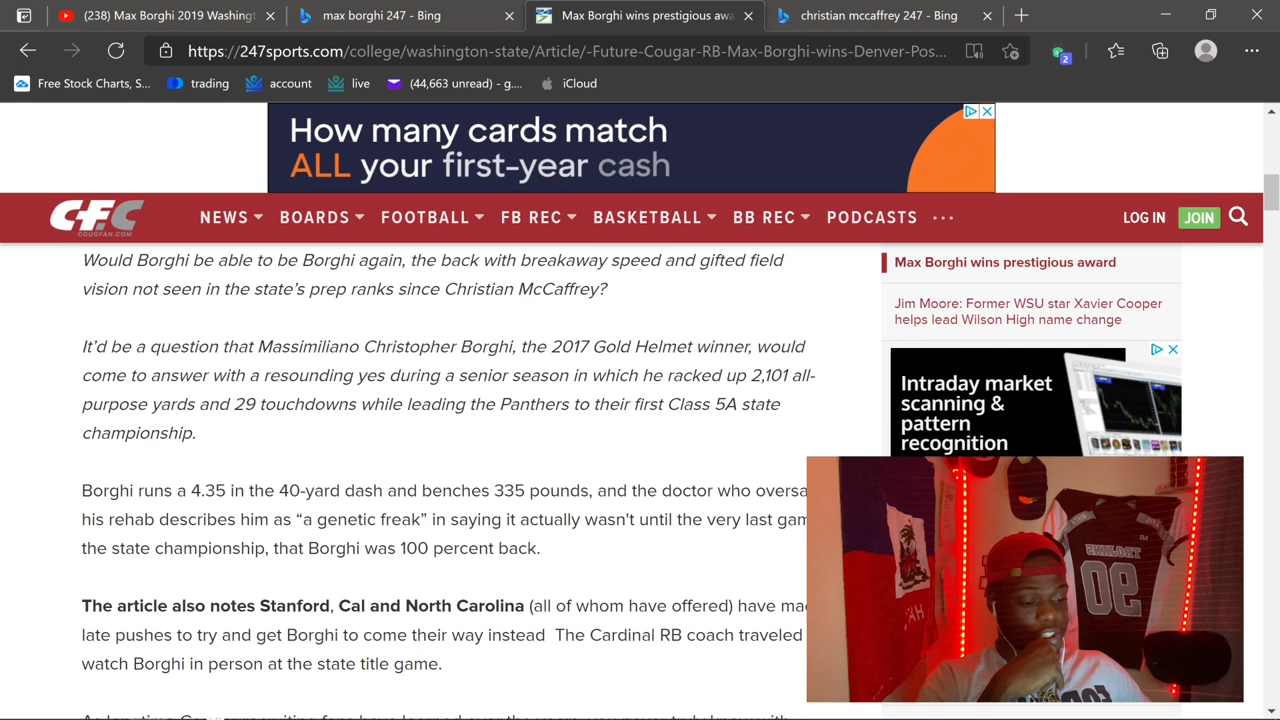 (238) Max Borghi 2019 Washingt
max borghi 247 - Bing
Max Borghi wins prestigious awa
christian mccaffrey 247 - Bing
https://247sports.com/college/washington-state/Article/-Future-Cougar-RB-Max-Borghi-wins-Denver-Pos...
2
Free Stock Charts, S...
trading
account
live
(44,663 unread) - g....
iCloud
How many cards match
ALL your first-year cash
CFC
COUGFAN.COM
NEWS
BOARDS
FOOTBALL
FB REC
BASKETBALL
BB REC
PODCASTS
LOG IN
JOIN
Would Borghi be able to be Borghi again, the back with breakaway speed and gifted field
vision not seen in the state's prep ranks since Christian McCaffrey?
It'd be a question that Massimiliano Christopher Borghi, the 2017 Gold Helmet winner, would
come to answer with a resounding yes during a senior season in which he racked up 2,101 all-
purpose yards and 29 touchdowns while leading the Panthers to their first Class 5A state
championship.
Borghi runs a 4.35 in the 40-yard dash and benches 335 pounds, and the doctor who oversa
his rehab describes him as “a genetic freak” in saying it actually wasn't until the very last gam
the state championship, that Borghi was 100 percent back.
The article also notes Stanford, Cal and North Carolina (all of whom have offered) have ma
late pushes to try and get Borghi to come their way instead The Cardinal RB coach traveled
watch Borghi in person at the state title game.
Max Borghi wins prestigious award
Jim Moore: Former WSU star Xavier Cooper
helps lead Wilson High name change
Intraday market
scanning &
pattern
recognition
TROJANS
90